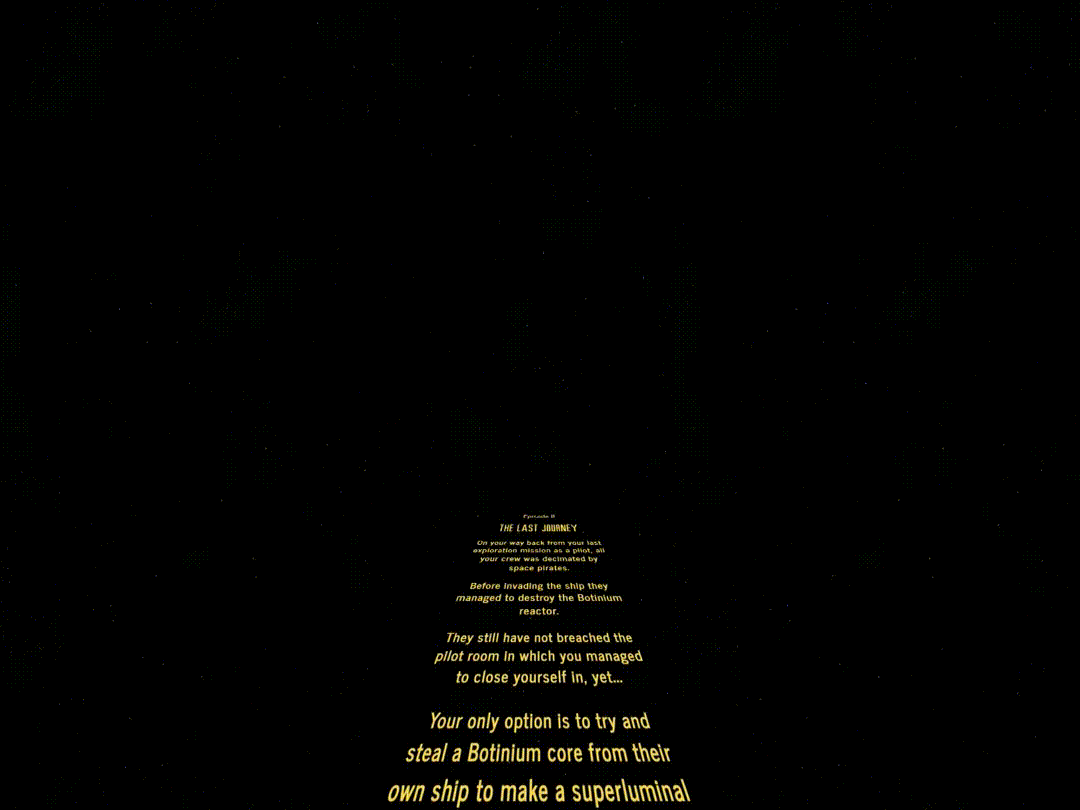 THE LAST JOURNEY
On your way back from your last
exploration mission as a pilot, all
your crew was decimated by
space pirates.
Before invading the ship they
managed to destroy the Botinium
reactor.
They still have not breached the
pilot room in which you managed
to close yourself in, yet...
Your only option is to try and
steal a Botinium core from their
own ship to make a superluminal